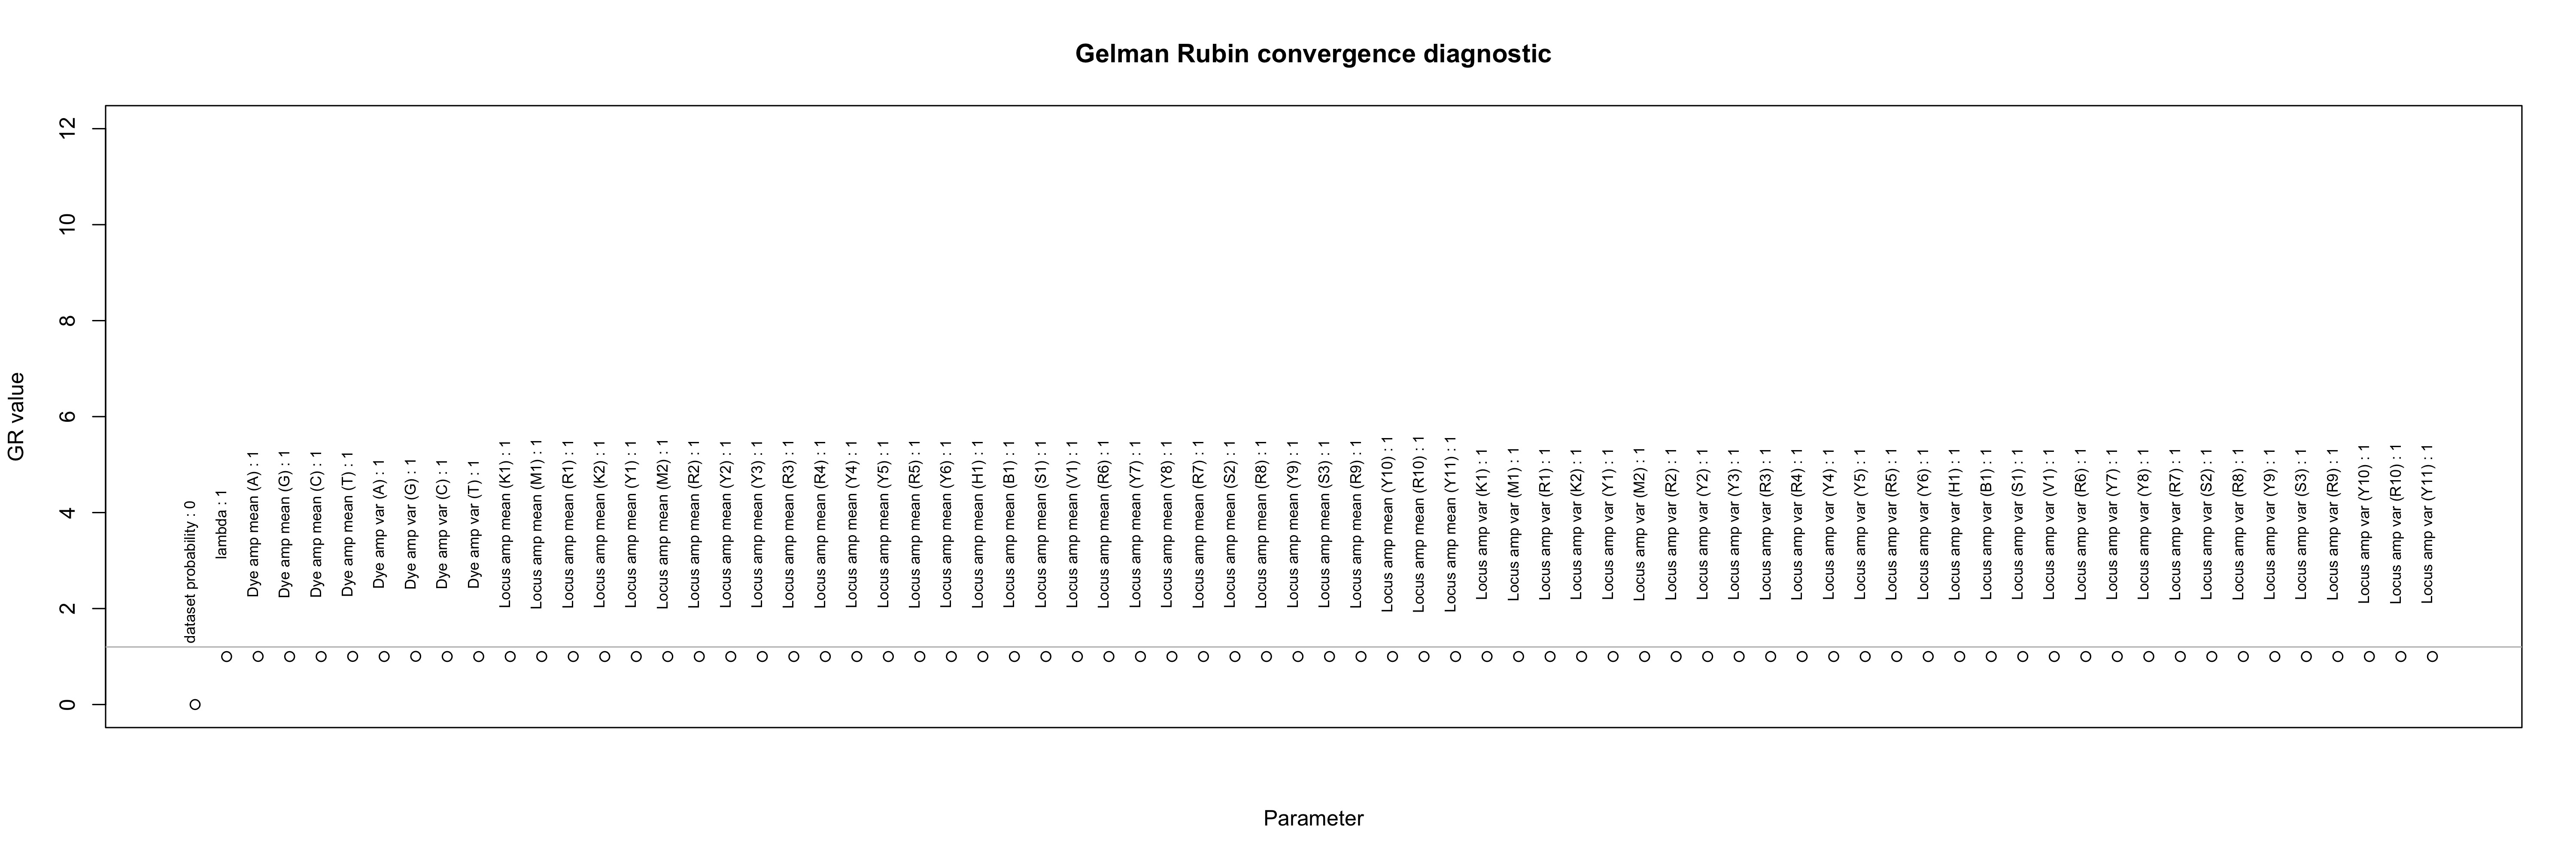 Gelman Rubin convergence diagnostic
GR value
12
10
8
6
4
2
0
dataset probability : 0
lambda : 1
Dye amp mean (A) : 1
Dye amp mean (G) : 1
Dye amp mean (C) : 1
Dye amp mean (T) : 1
Dye amp var (A) : 1
Dye amp var (G) : 1
Dye amp var (C) : 1
Dye amp var (T) : 1
Locus amp mean (K1) : 1
Locus amp mean (M1) : 1
Locus amp mean (R1) : 1
Locus amp mean (K2) : 1
Locus amp mean (Y1) : 1
Locus amp mean (M2) : 1
Locus amp mean (R2) : 1
Locus amp mean (Y2) : 1
Locus amp mean (Y3) : 1
Locus amp mean (R3) : 1
Locus amp mean (R4) : 1
Locus amp mean (Y4) : 1
Locus amp mean (Y5) : 1
Locus amp mean (R5) : 1
Locus amp mean (Y6) : 1
Locus amp mean (H1) : 1
Locus amp mean (B1) : 1
Locus amp mean (S1) : 1
Locus amp mean (V1) : 1
Locus amp mean (R6) : 1
Locus amp mean (Y7) : 1
Locus amp mean (Y8) : 1
Locus amp mean (R7) : 1
Locus amp mean (S2) : 1
Locus amp mean (R8) : 1
Locus amp mean (Y9) : 1
Locus amp mean (S3) : 1
Locus amp mean (R9) : 1
Locus amp mean (Y10) : 1
Locus amp mean (R10) : 1
Locus amp mean (Y11) : 1
Locus amp var (K1) : 1
Locus amp var (M1) : 1
Locus amp var (R1) : 1
Locus amp var (K2) : 1
Locus amp var (Y1) : 1
Locus amp var (M2) : 1
Locus amp var (R2) : 1
Locus amp var (Y2) : 1
Locus amp var (Y3) : 1
Locus amp var (R3) : 1
Locus amp var (R4) : 1
Locus amp var (Y4) : 1
Locus amp var (Y5) : 1
Locus amp var (R5) : 1
Locus amp var (Y6) : 1
Locus amp var (H1) : 1
Locus amp var (B1) : 1
Locus amp var (S1) : 1
Locus amp var (V1) : 1
Locus amp var (R6) : 1
Locus amp var (Y7) : 1
Locus amp var (Y8) : 1
Locus amp var (R7) : 1
Locus amp var (S2) : 1
Locus amp var (R8) : 1
Locus amp var (Y9) : 1
Locus amp var (S3) : 1
Locus amp var (R9) : 1
Locus amp var (Y10) : 1
Locus amp var (R10) : 1
Locus amp var (Y11) : 1
Parameter